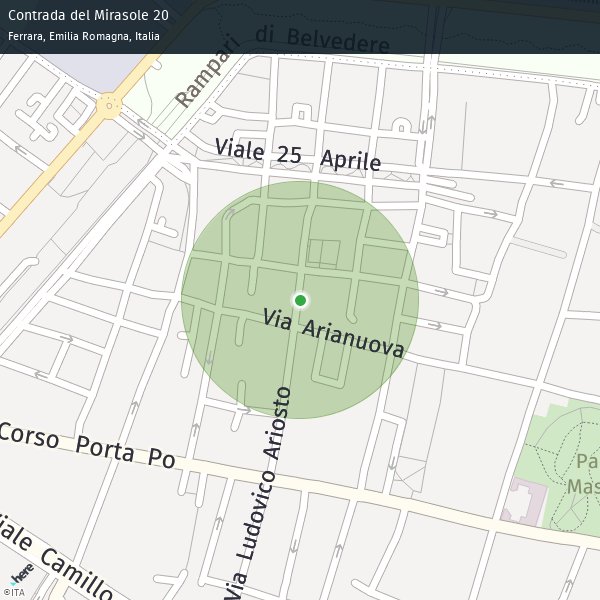 Contrada del Mirasole 20
Ferrara, Emilia Romagna, Italia
Rampari di Belvedere
Viale 25 Aprile
Via Arianuova
Via Ludovico Ariosto
Corso Porta Po
Pa
Mas
iale Camillo
here
©ITA